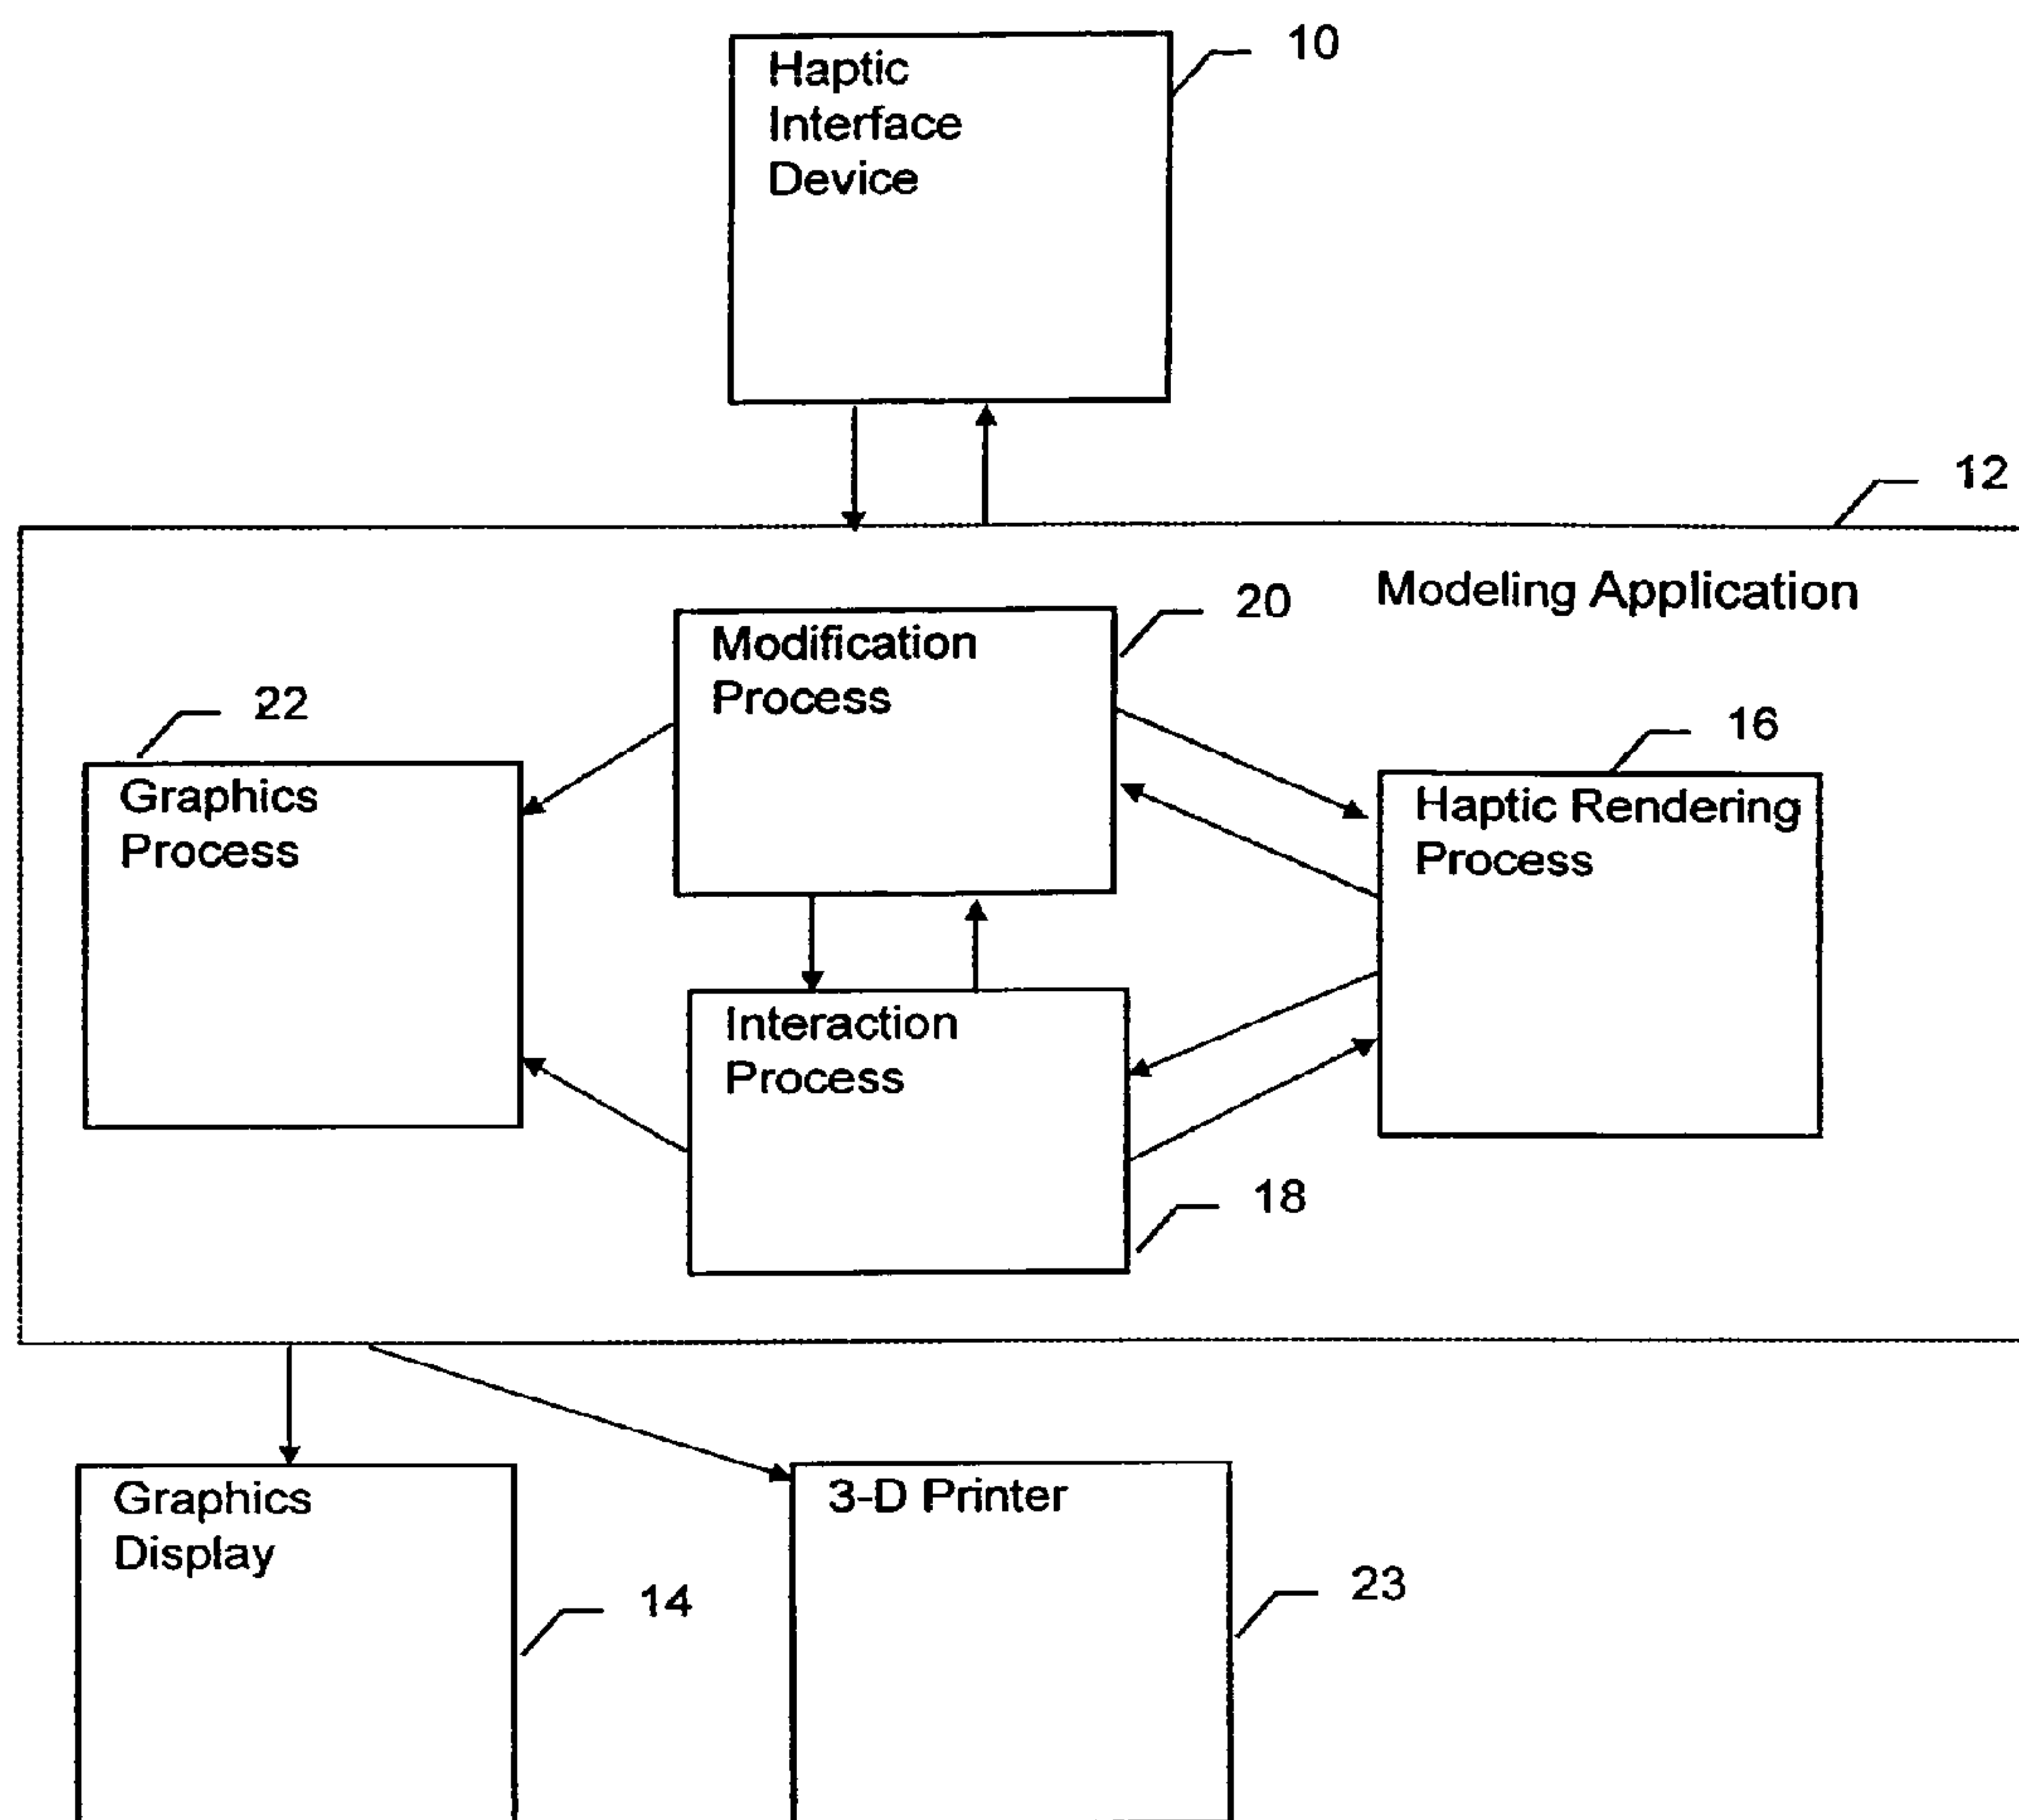 Haptic
Interface
Device
10
12
Modeling Application
20
Modification
Process
22
Graphics
Process
16
Haptic Rendering
Process
Interaction
Process
18
Graphics
Display
14
3-D Printer
23